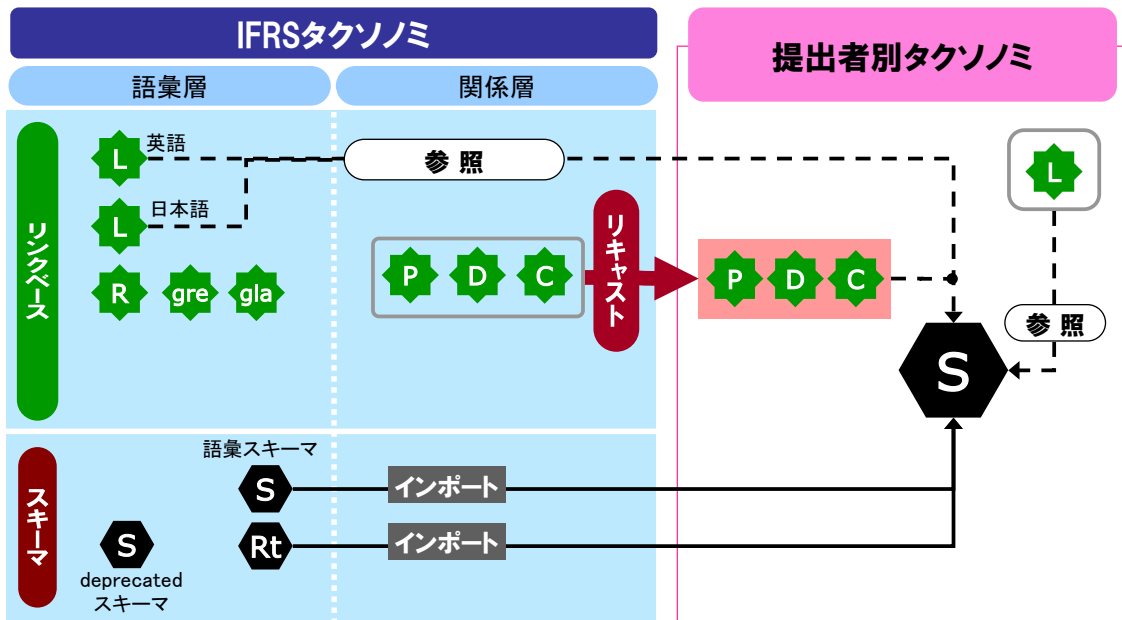 IFRSタクソノミ
提出者別タクソノミ
語彙層
関係層
リンクベース
L
英語
L
日本語
R
gre
gla
参照
P
D
C
リキャスト
P
D
C
L
参照
S
スキーマ
語彙スキーマ
S
インポート
Rt
インポート
S
deprecated
スキーマ